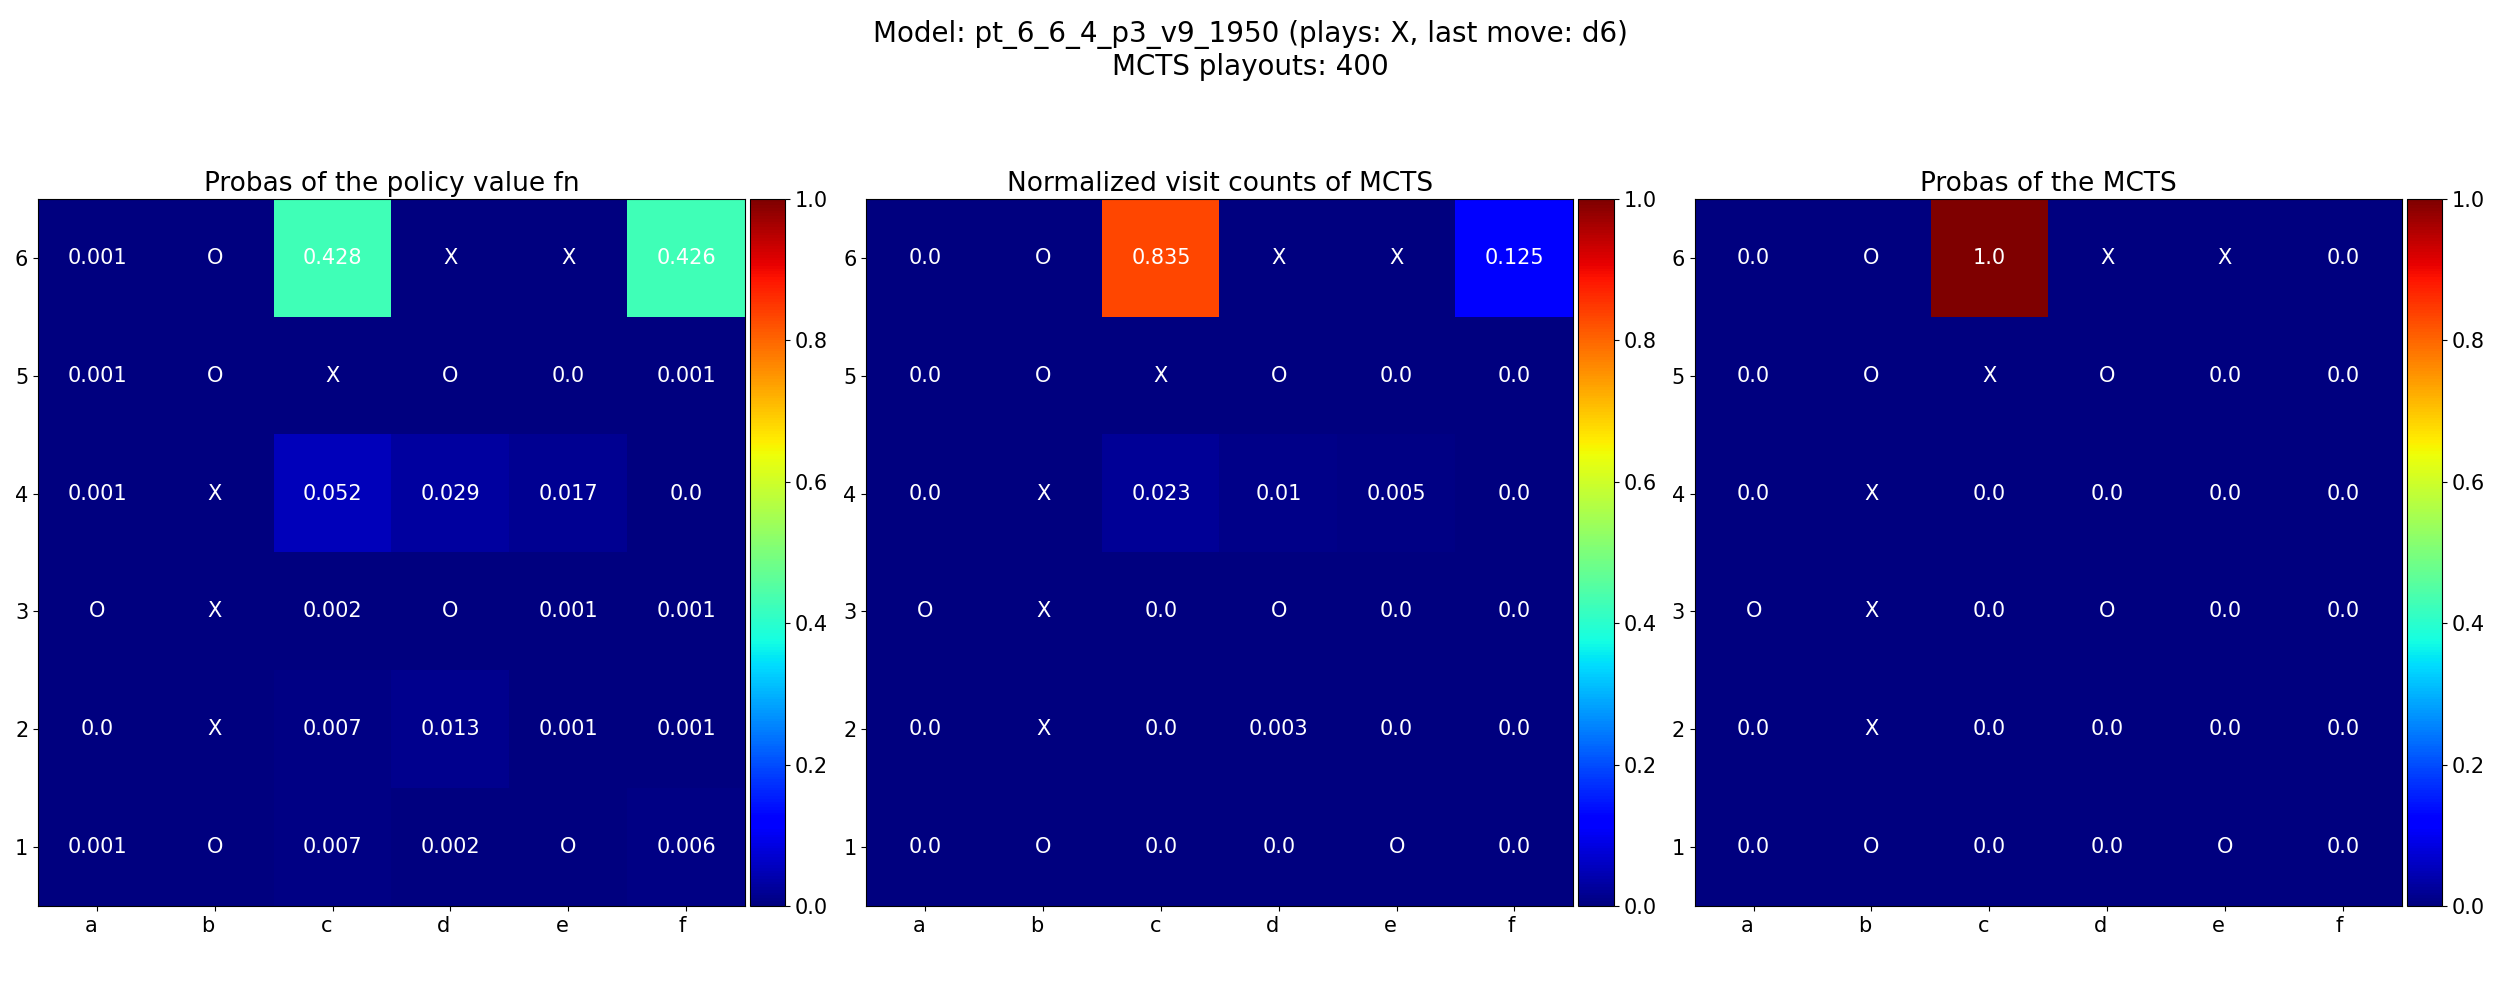 Model: pt_6_6_4_p3_v9_1950 (plays: X, last move: d6)
MCTS playouts: 400
Probas of the policy value fn
6 0.001 O 0.428 X X 0.426
5 0.001 O X O 0.0 0.001
4 0.001 X 0.052 0.029 0.017 0.0
3 O X 0.002 O 0.001 0.001
2 0.0 X 0.007 0.013 0.001 0.001
1 0.001 O 0.007 0.002 O 0.006
a b c d e f
1.0
0.8
0.6
0.4
0.2
0.0
Normalized visit counts of MCTS
6 0.0 O 0.835 X X 0.125
5 0.0 O X O 0.0 0.0
4 0.0 X 0.023 0.01 0.005 0.0
3 O X 0.0 O 0.0 0.0
2 0.0 X 0.0 0.003 0.0 0.0
1 0.0 O 0.0 0.0 O 0.0
a b c d e f
1.0
0.8
0.6
0.4
0.2
0.0
Probas of the MCTS
6 0.0 O 1.0 X X 0.0
5 0.0 O X O 0.0 0.0
4 0.0 X 0.0 0.0 0.0 0.0
3 O X 0.0 O 0.0 0.0
2 0.0 X 0.0 0.0 0.0 0.0
1 0.0 O 0.0 0.0 O 0.0
a b c d e f
1.0
0.8
0.6
0.4
0.2
0.0